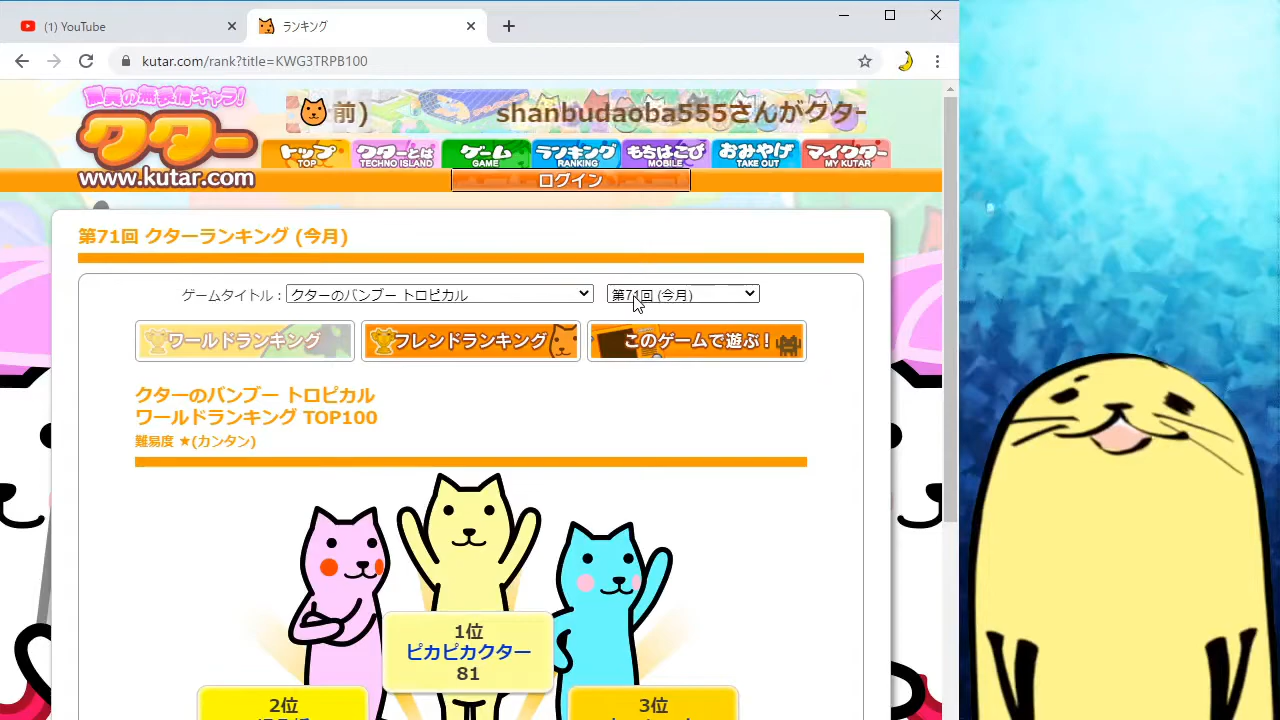 (1) YouTube
ランキング
kutar.com/rank?title=KWG3TRPB100
驚異の無表情キャラ!
クター
www.kutar.com
前) shanbudaoba555さんがクター
トップ
TOP
クターとは
TECHNO ISLAND
ゲーム
GAME
ランキング
RANKING
もちはこび
MOBILE
おみやげ
TAKE OUT
マイクター
MY KUTAR
ログイン
第71回 クターランキング (今月)
ゲームタイトル : クターのバンブー トロピカル 第71回 (今月)
ワールドランキング
フレンドランキング
このゲームで遊ぶ!
クターのバンブー トロピカル
ワールドランキング TOP100
難易度 ★(カンタン)
1位
ピカピカクター
81
2位
3位